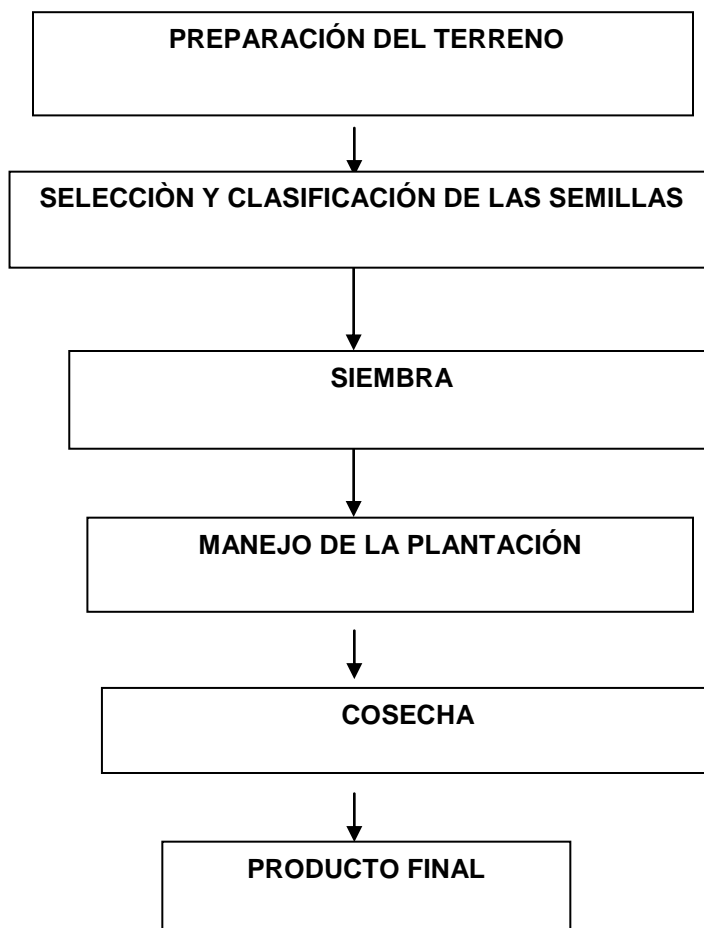 PREPARACIÓN DEL TERRENO
SELECCIÒN Y CLASIFICACIÓN DE LAS SEMILLAS
SIEMBRA
MANEJO DE LA PLANTACIÓN
COSECHA
PRODUCTO FINAL